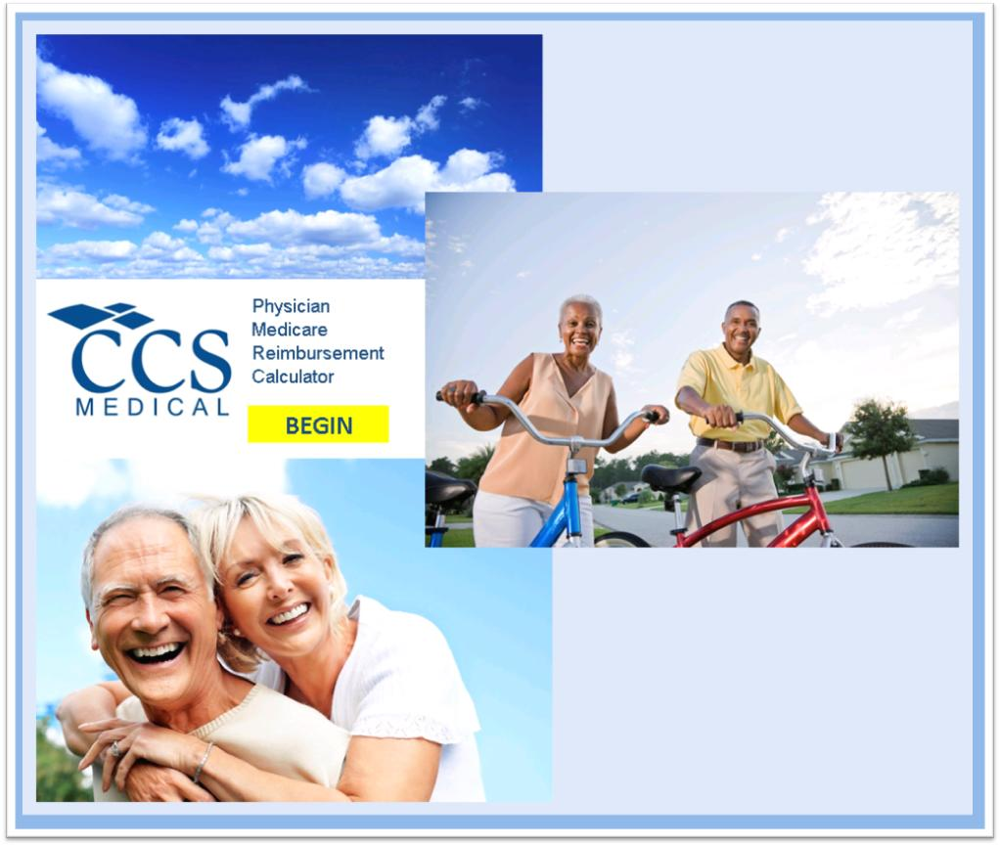 CCS
MEDICAL
Physician
Medicare
Reimbursement
Calculator
BEGIN